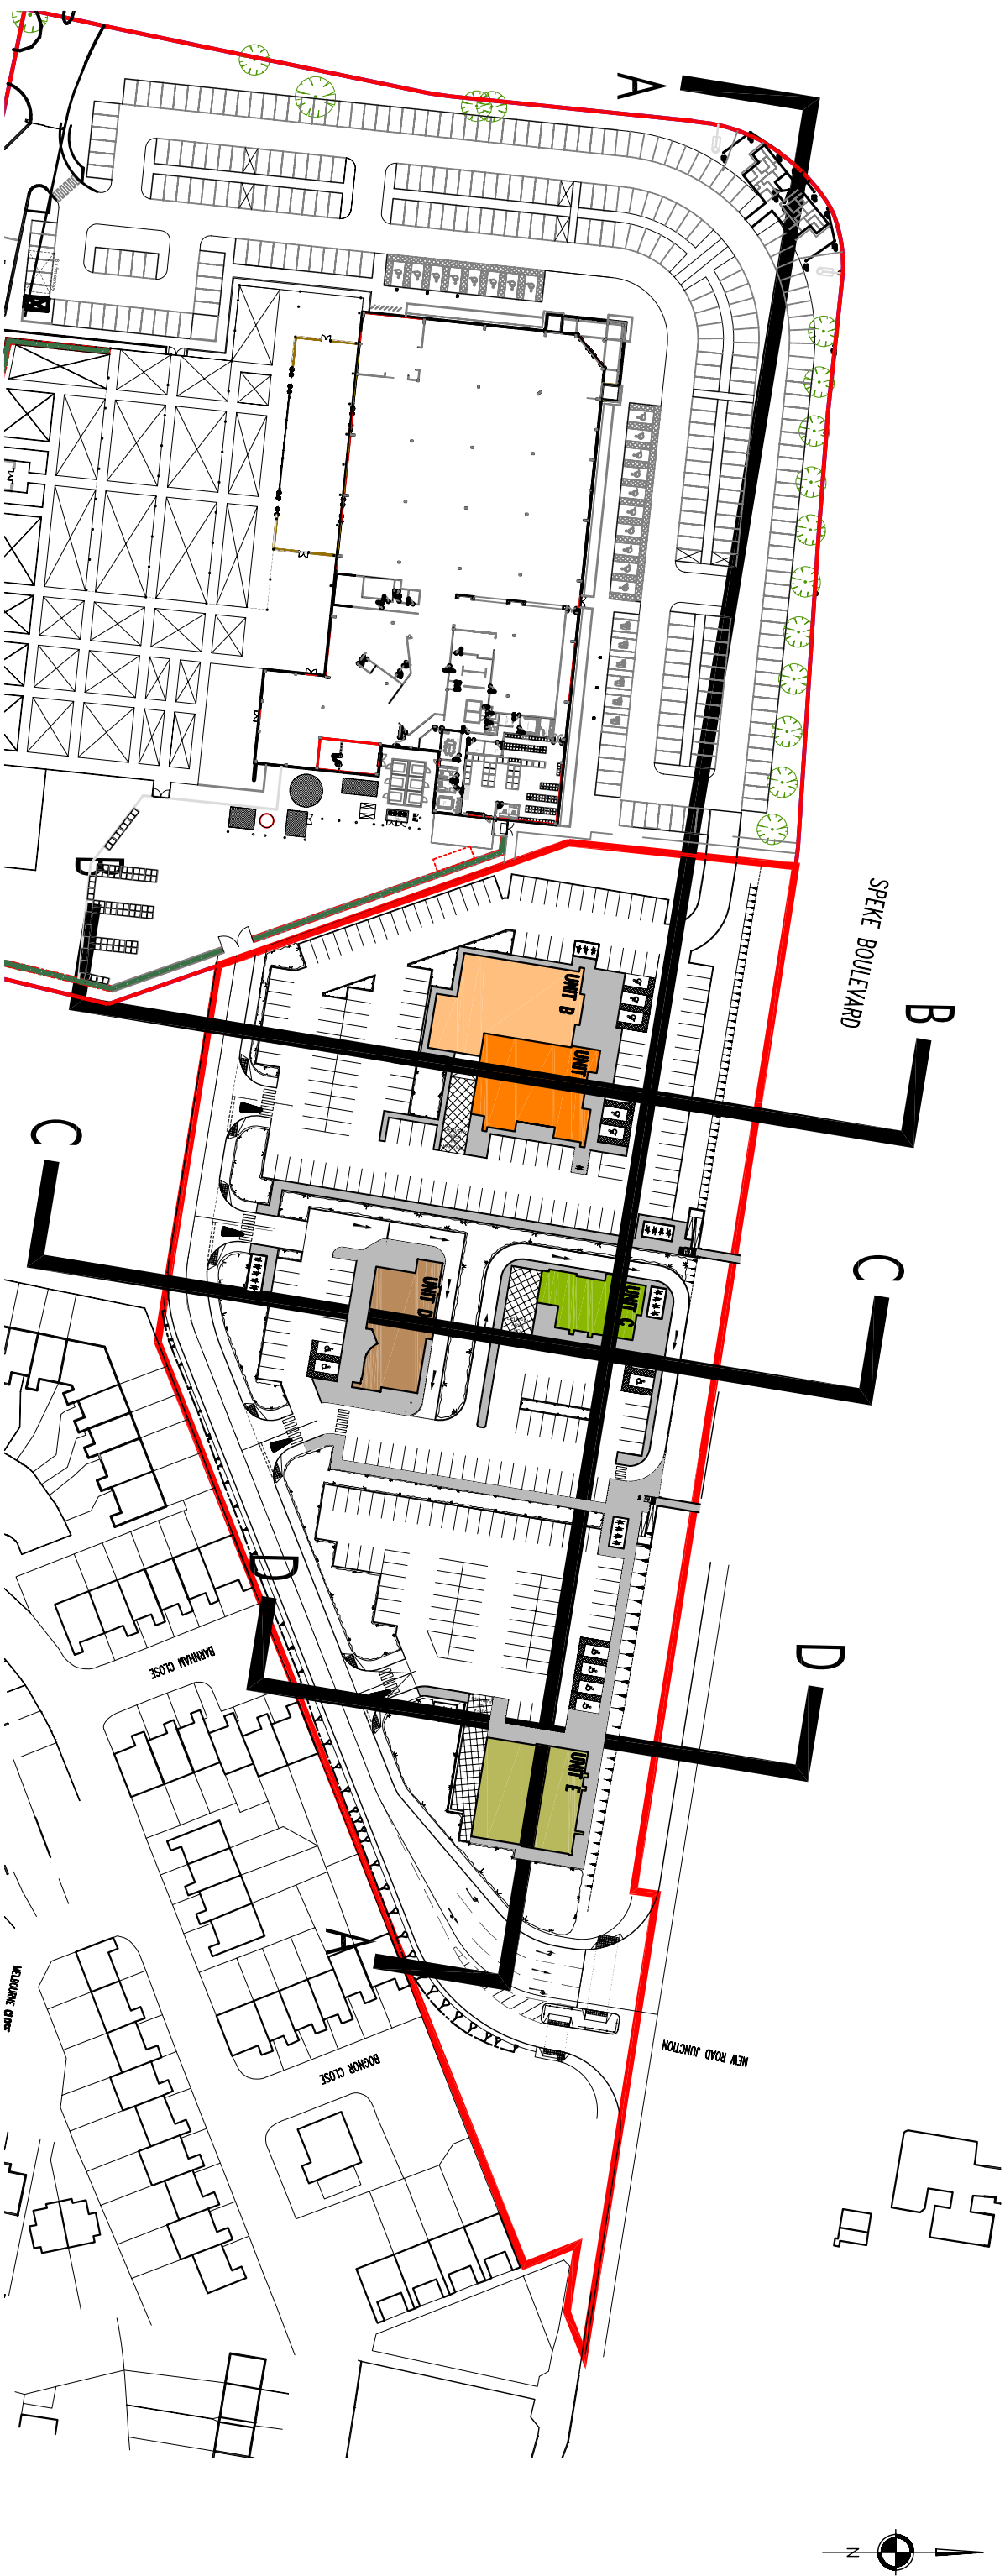 A
SPEKE BOULEVARD
B
B
UNIT B
UNIT
C
C
UNIT C
UNIT D
D
D
BARNHAM CLOSE
UNIT E
A
NEW ROAD JUNCTION
BOGNOR CLOSE
MELBOURNE CLOSE
N